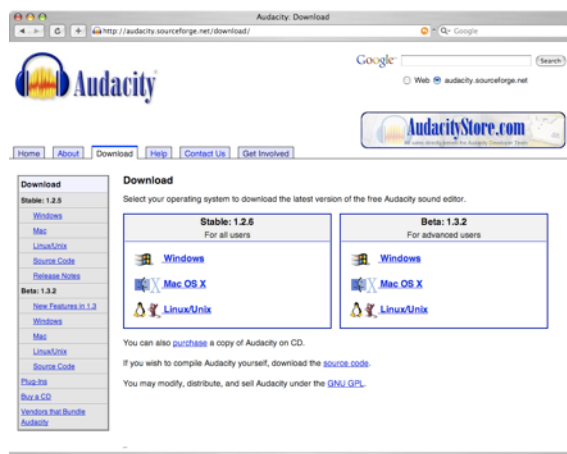 Audacity: Download
http://audacity.sourceforge.net/download/
Google
Google
Search
Web audacity.sourceforge.net
Audacity
AudacityStore.com
Home About Download Help Contact Us Get Involved
Download
Stable: 1.2.5
Windows
Mac
Linux/Unix
Source Code
Release Notes
Beta: 1.3.2
New Features in 1.3
Windows
Mac
Linux/Unix
Source Code
Plug-Ins
Buy a CD
Vendors that Bundle
Audacity
Download
Select your operating system to download the latest version of the free Audacity sound editor.
Stable: 1.2.6
For all users
Windows
Mac OS X
Linux/Unix
Beta: 1.3.2
For advanced users
Windows
Mac OS X
Linux/Unix
You can also purchase a copy of Audacity on CD.
If you wish to compile Audacity yourself, download the source code.
You may modify, distribute, and sell Audacity under the GNU GPL.